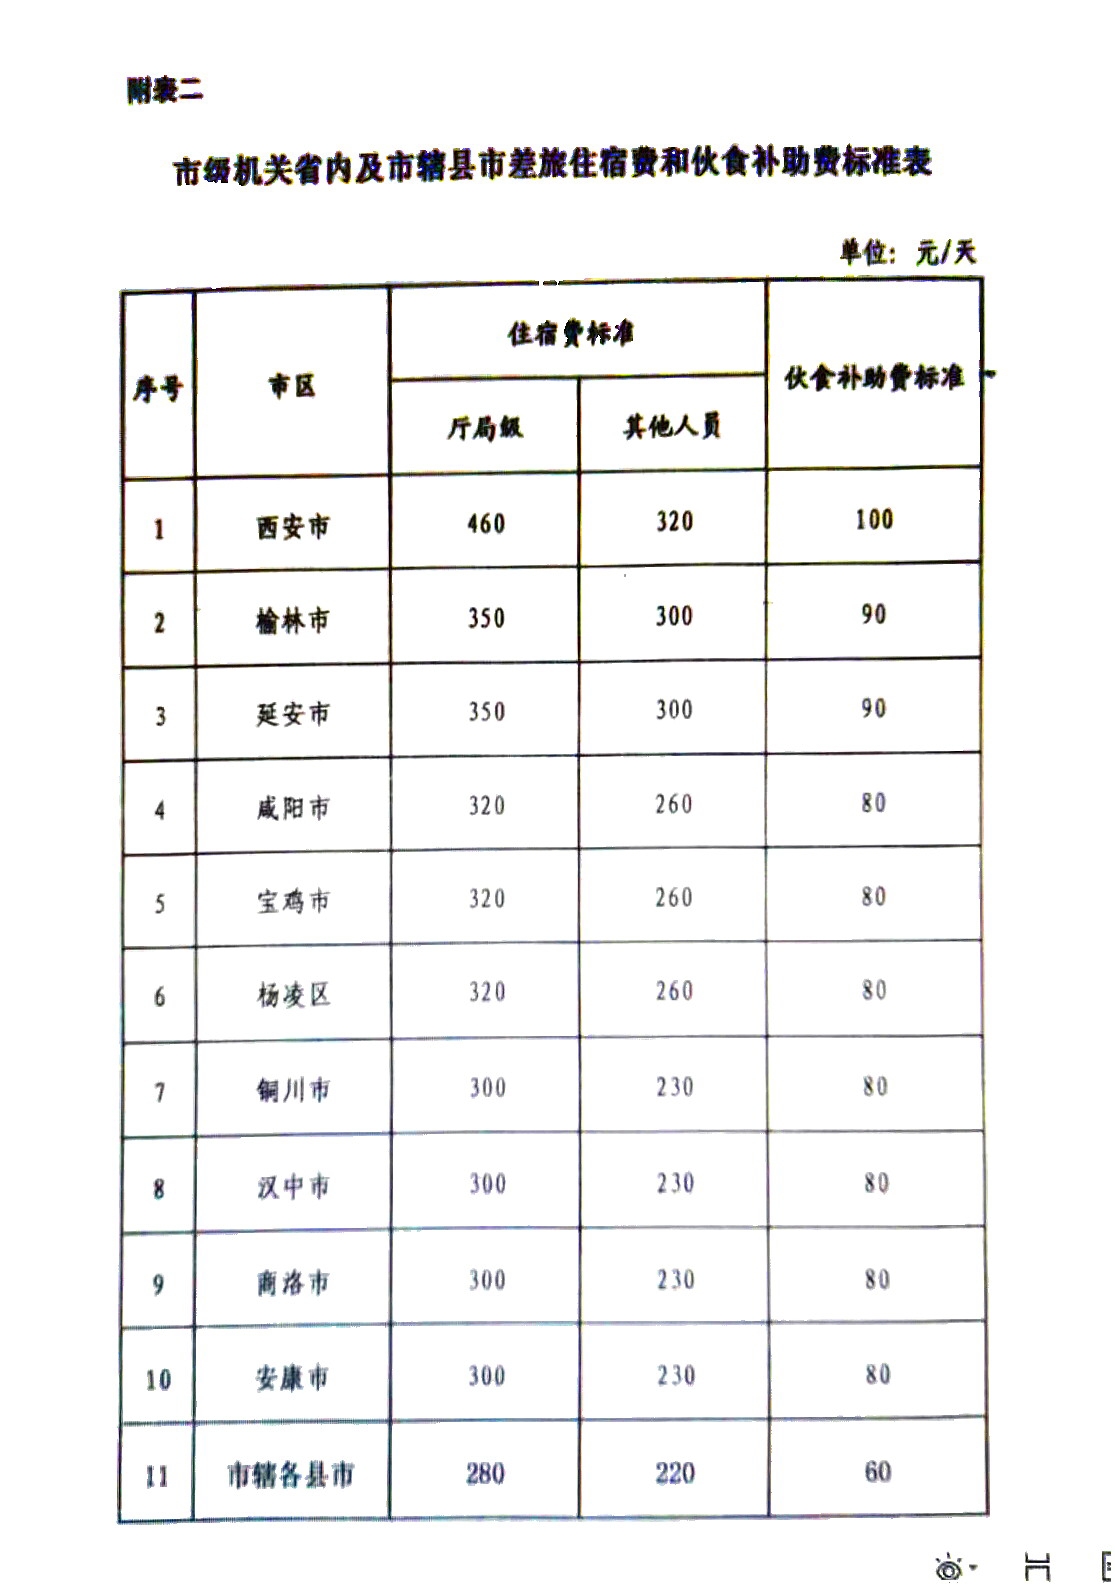 附表二
市级机关省内及市辖县市差旅住宿费和伙食补助费标准表
单位：元/天
序号 市区 住宿费标准 伙食补助费标准
厅局级 其他人员
1 西安市 460 320 100
2 榆林市 350 300 90
3 延安市 350 300 90
4 咸阳市 320 260 80
5 宝鸡市 320 260 80
6 杨凌区 320 260 80
7 铜川市 300 230 80
8 汉中市 300 230 80
9 商洛市 300 230 80
10 安康市 300 230 80
11 市辖各县市 280 220 60